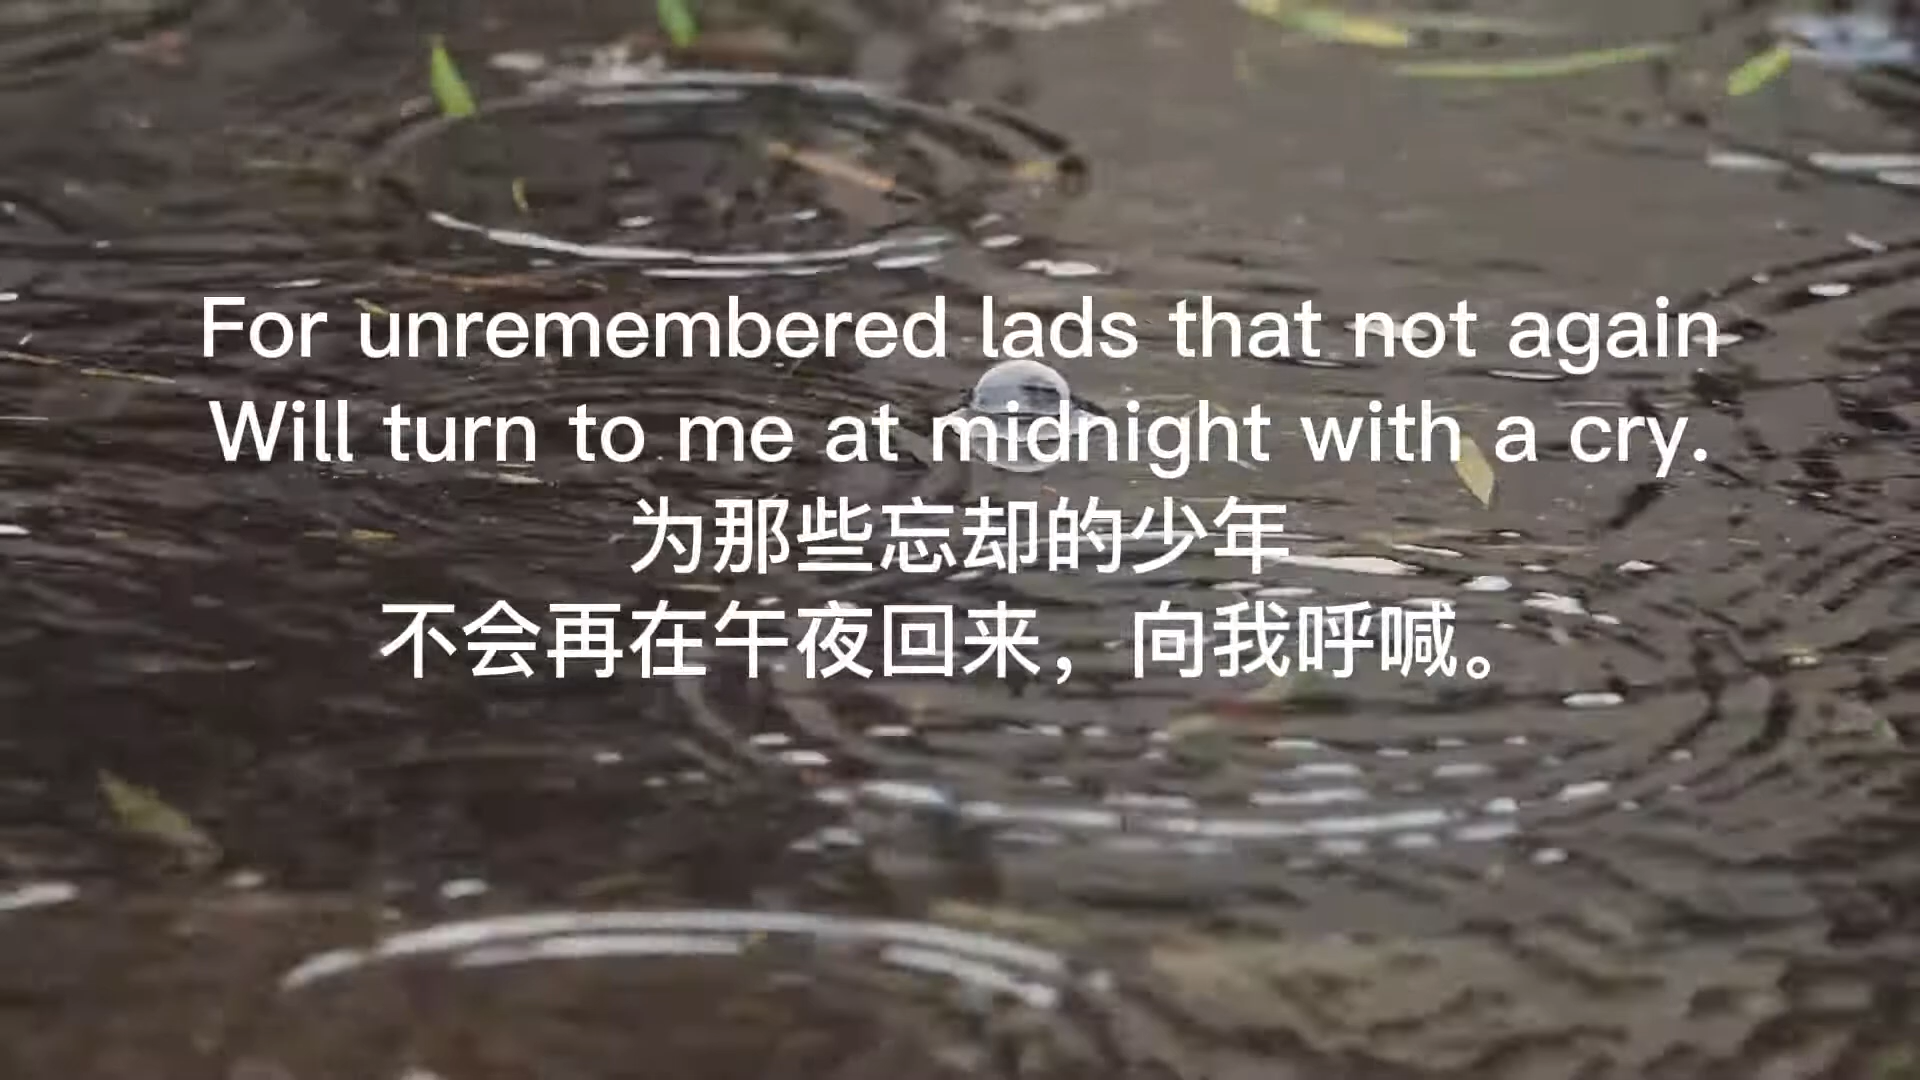 For unremembered lads that not again
Will turn to me at midnight with a cry.
为那些忘却的少年
不会再在午夜回来，向我呼喊。